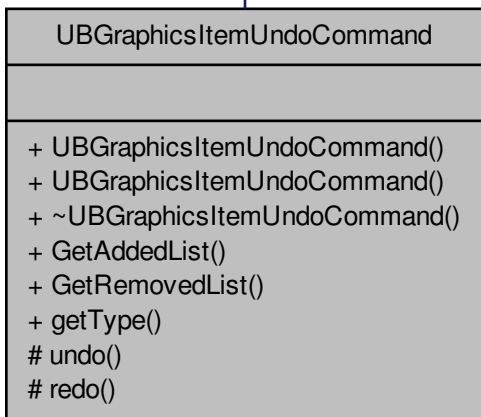 UBGraphicsItemUndoCommand
+ UBGraphicsItemUndoCommand()
+ UBGraphicsItemUndoCommand()
+ ~UBGraphicsItemUndoCommand()
+ GetAddedList()
+ GetRemovedList()
+ getType()
# undo()
# redo()